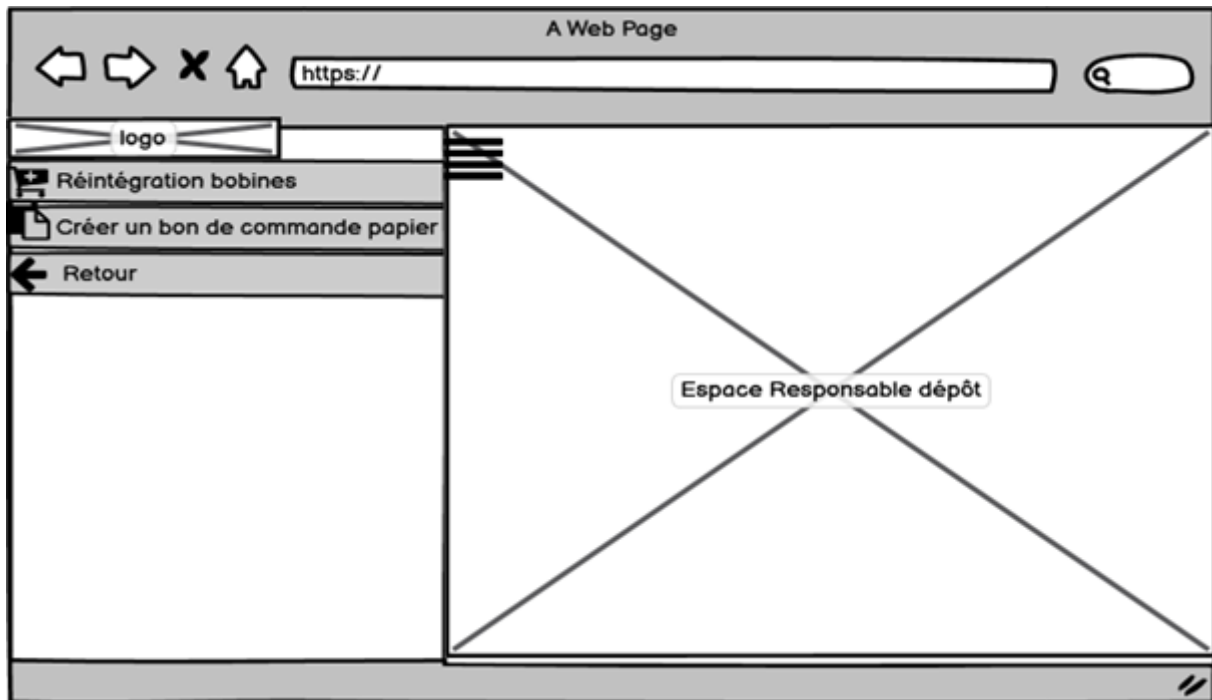 A Web Page
https://
logo
Réintégration bobines
Créer un bon de commande papier
Retour
Espace Responsable dépôt